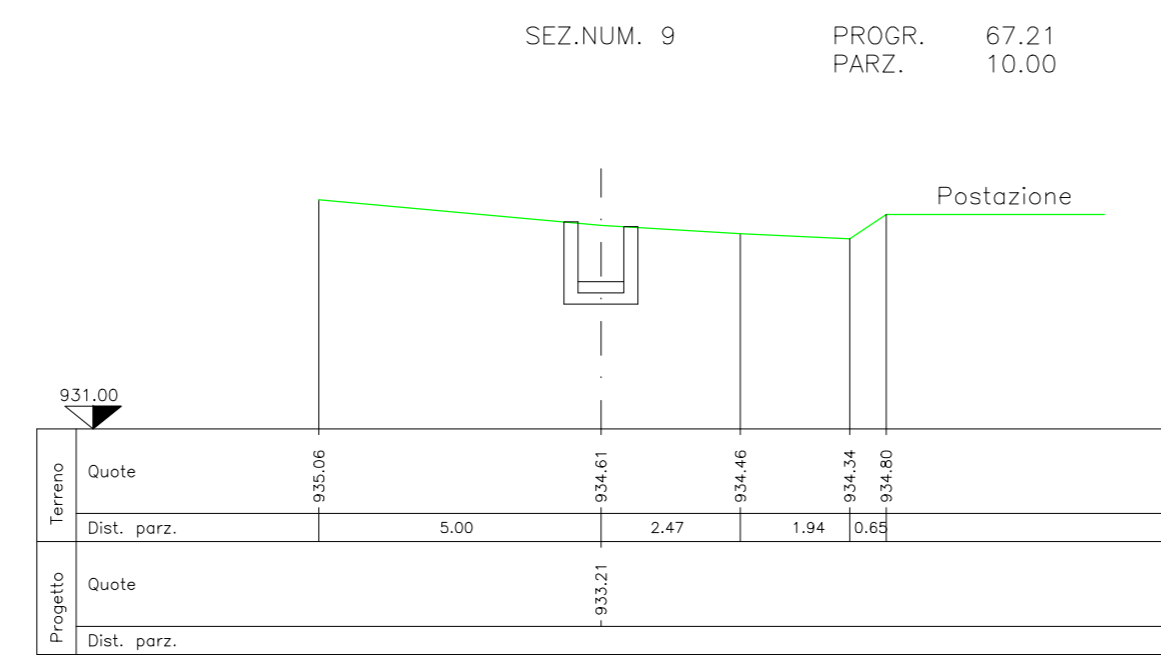 SEZ.NUM. 9 PROGR. 67.21
PARZ. 10.00
Postazione
931.00
Terreno
Quote 935.06 934.61 934.46 934.34 934.80
Dist. parz. 5.00 2.47 1.94 0.65
Progetto
Quote 933.21
Dist. parz.